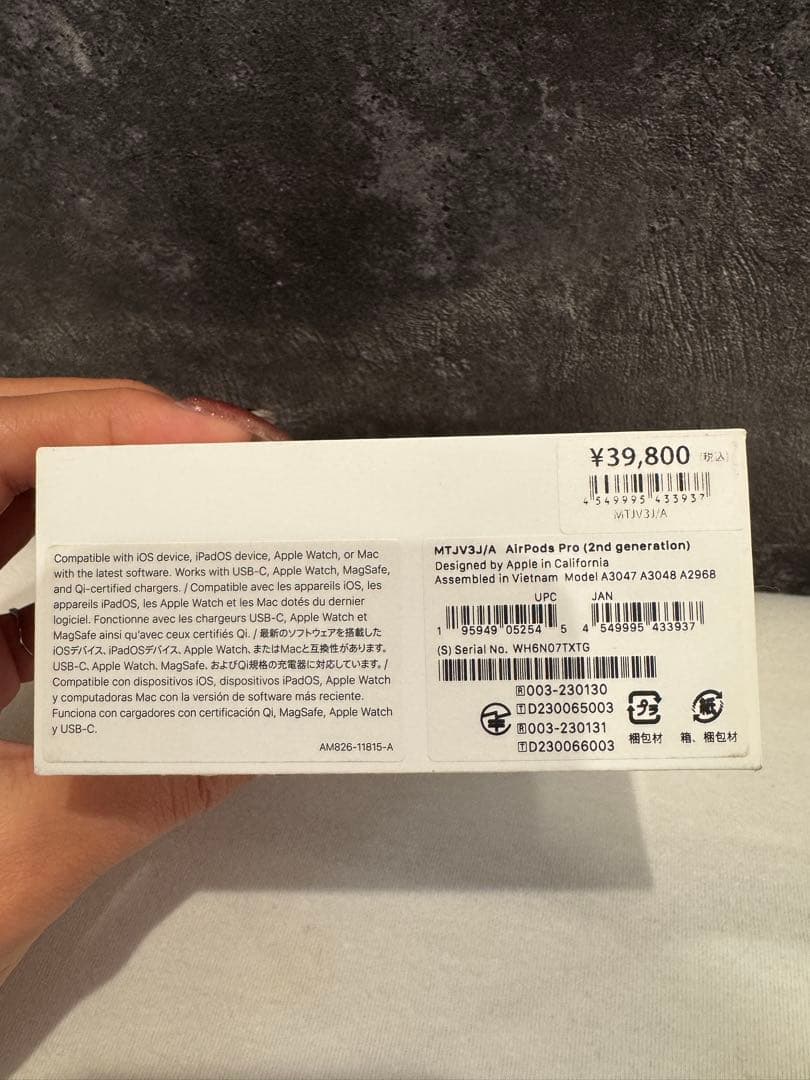 ¥39,800 (税込)
4 549995 433937
MTJV3J/A
Compatible with iOS device, iPadOS device, Apple Watch, or Mac
with the latest software. Works with USB-C, Apple Watch, MagSafe,
and Qi-certified chargers. / Compatible avec les appareils iOS, les
appareils iPadOS, les Apple Watch et les Mac dotés du dernier
logiciel. Fonctionne avec les chargeurs USB-C, Apple Watch et
MagSafe ainsi qu'avec ceux certifiés Qi. / 最新のソフトウェアを搭載した
iOSデバイス、iPadOSデバイス、Apple Watch、またはMacと互換性があります。
USB-C、Apple Watch、MagSafe、およびQi規格の充電器に対応しています。 /
Compatible con dispositivos iOS, dispositivos iPadOS, Apple Watch
y computadoras Mac con la versión de software más reciente.
Funciona con cargadores con certificación Qi, MagSafe, Apple Watch
y USB-C.
AM826-11815-A
MTJV3J/A AirPods Pro (2nd generation)
Designed by Apple in California
Assembled in Vietnam Model A3047 A3048 A2968
UPC JAN
1 95949 05254 5 4 549995 433937
(S) Serial No. WH6N07TXTG
R 003-230130
T D230065003
R 003-230131
T D230066003
プラ 紙
梱包材 箱、梱包材